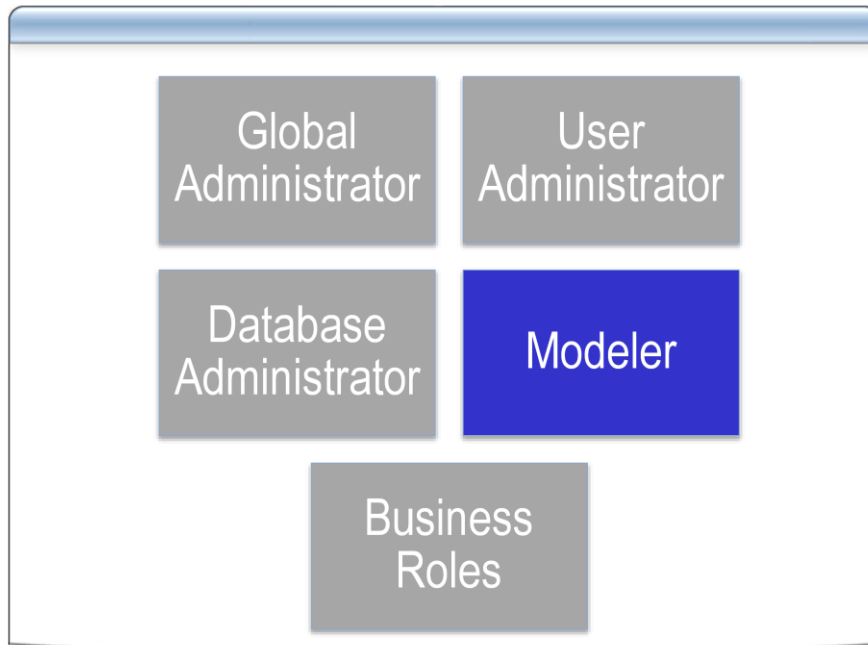 Global
Administrator
User
Administrator
Database
Administrator
Modeler
Business
Roles